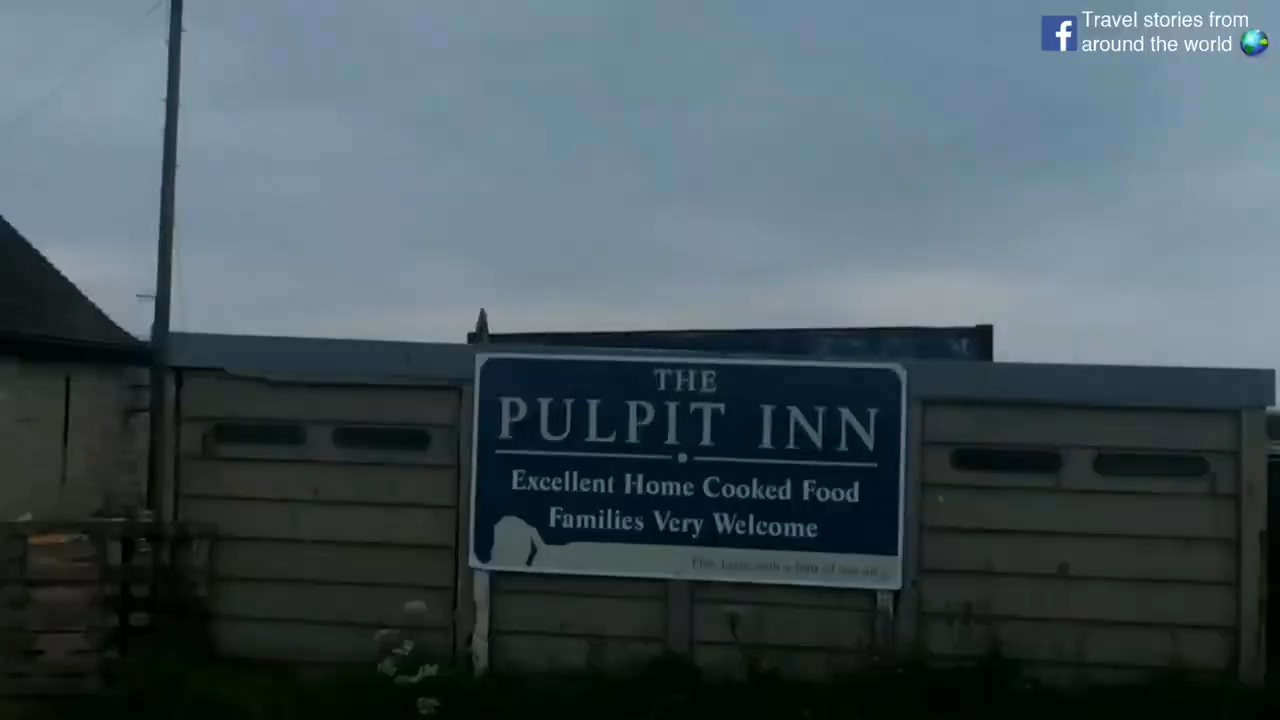 Travel stories from
around the world
THE
PULPIT INN
Excellent Home Cooked Food
Families Very Welcome